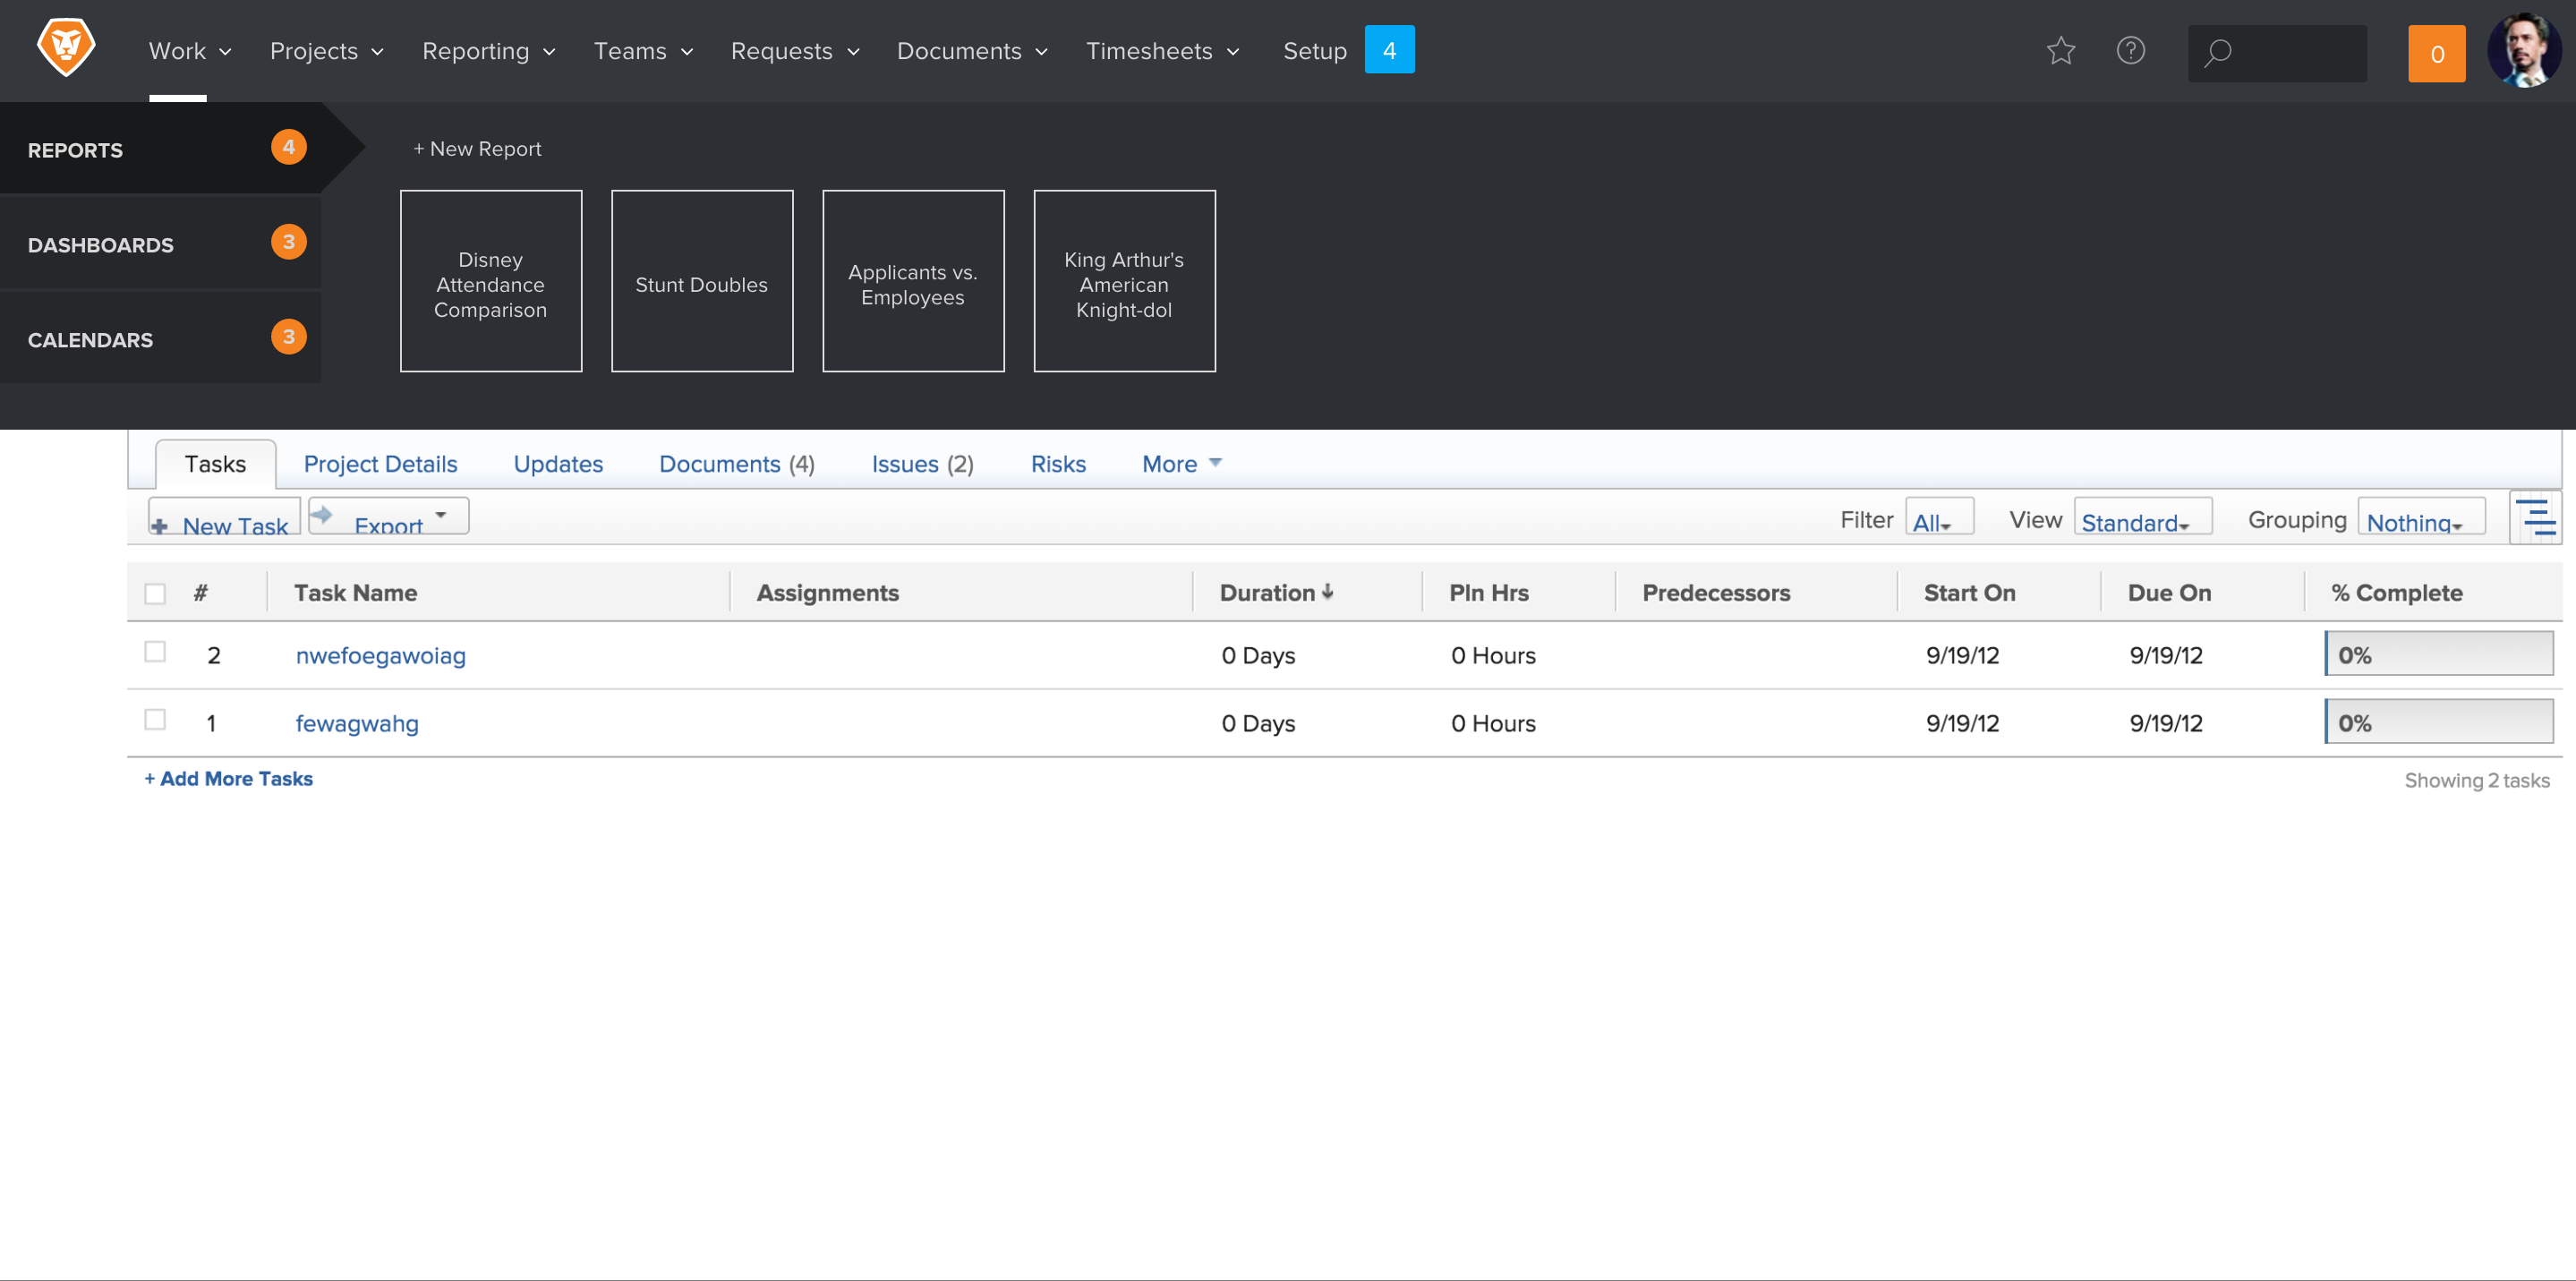 Work Projects Reporting Teams Requests Documents Timesheets Setup 4 0
REPORTS 4
DASHBOARDS 3
CALENDARS 3
+ New Report
Disney
Attendance
Comparison
Stunt Doubles
Applicants vs.
Employees
King Arthur's
American
Knight-dol
Tasks Project Details Updates Documents (4) Issues (2) Risks More
New Task Export Filter All View Standard Grouping Nothing
# Task Name Assignments Duration Pln Hrs Predecessors Start On Due On % Complete
2 nwefoegawoiag 0 Days 0 Hours 9/19/12 9/19/12 0%
1 fewagwahg 0 Days 0 Hours 9/19/12 9/19/12 0%
+ Add More Tasks Showing 2 tasks